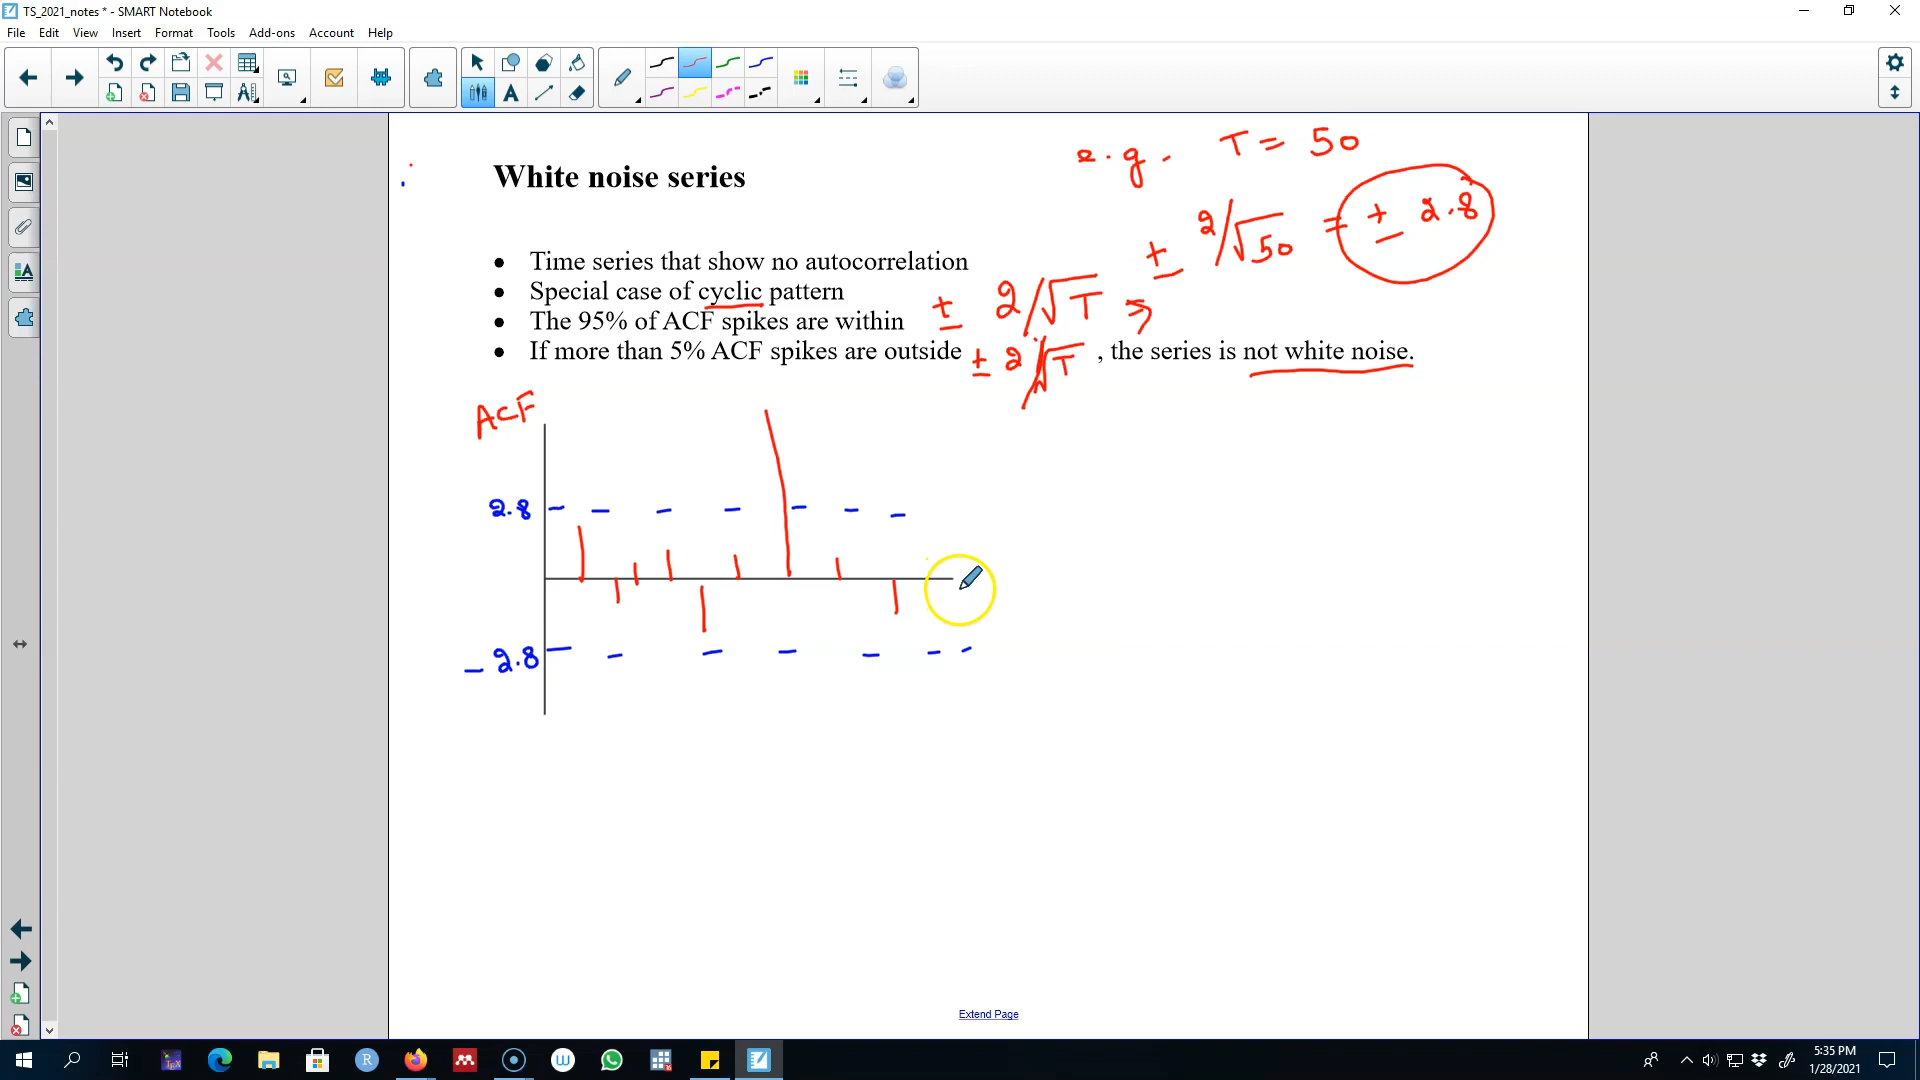 TS_2021_notes * - SMART Notebook
File Edit View Insert Format Tools Add-ons Account Help
e.g. T = 50
White noise series
± 2/√50 = ± 2.8
• Time series that show no autocorrelation
• Special case of cyclic pattern
• The 95% of ACF spikes are within ± 2/√T ⇒
• If more than 5% ACF spikes are outside ± 2/√T , the series is not white noise.
ACF
2.8
- 2.8
Extend Page
5:35 PM
1/28/2021